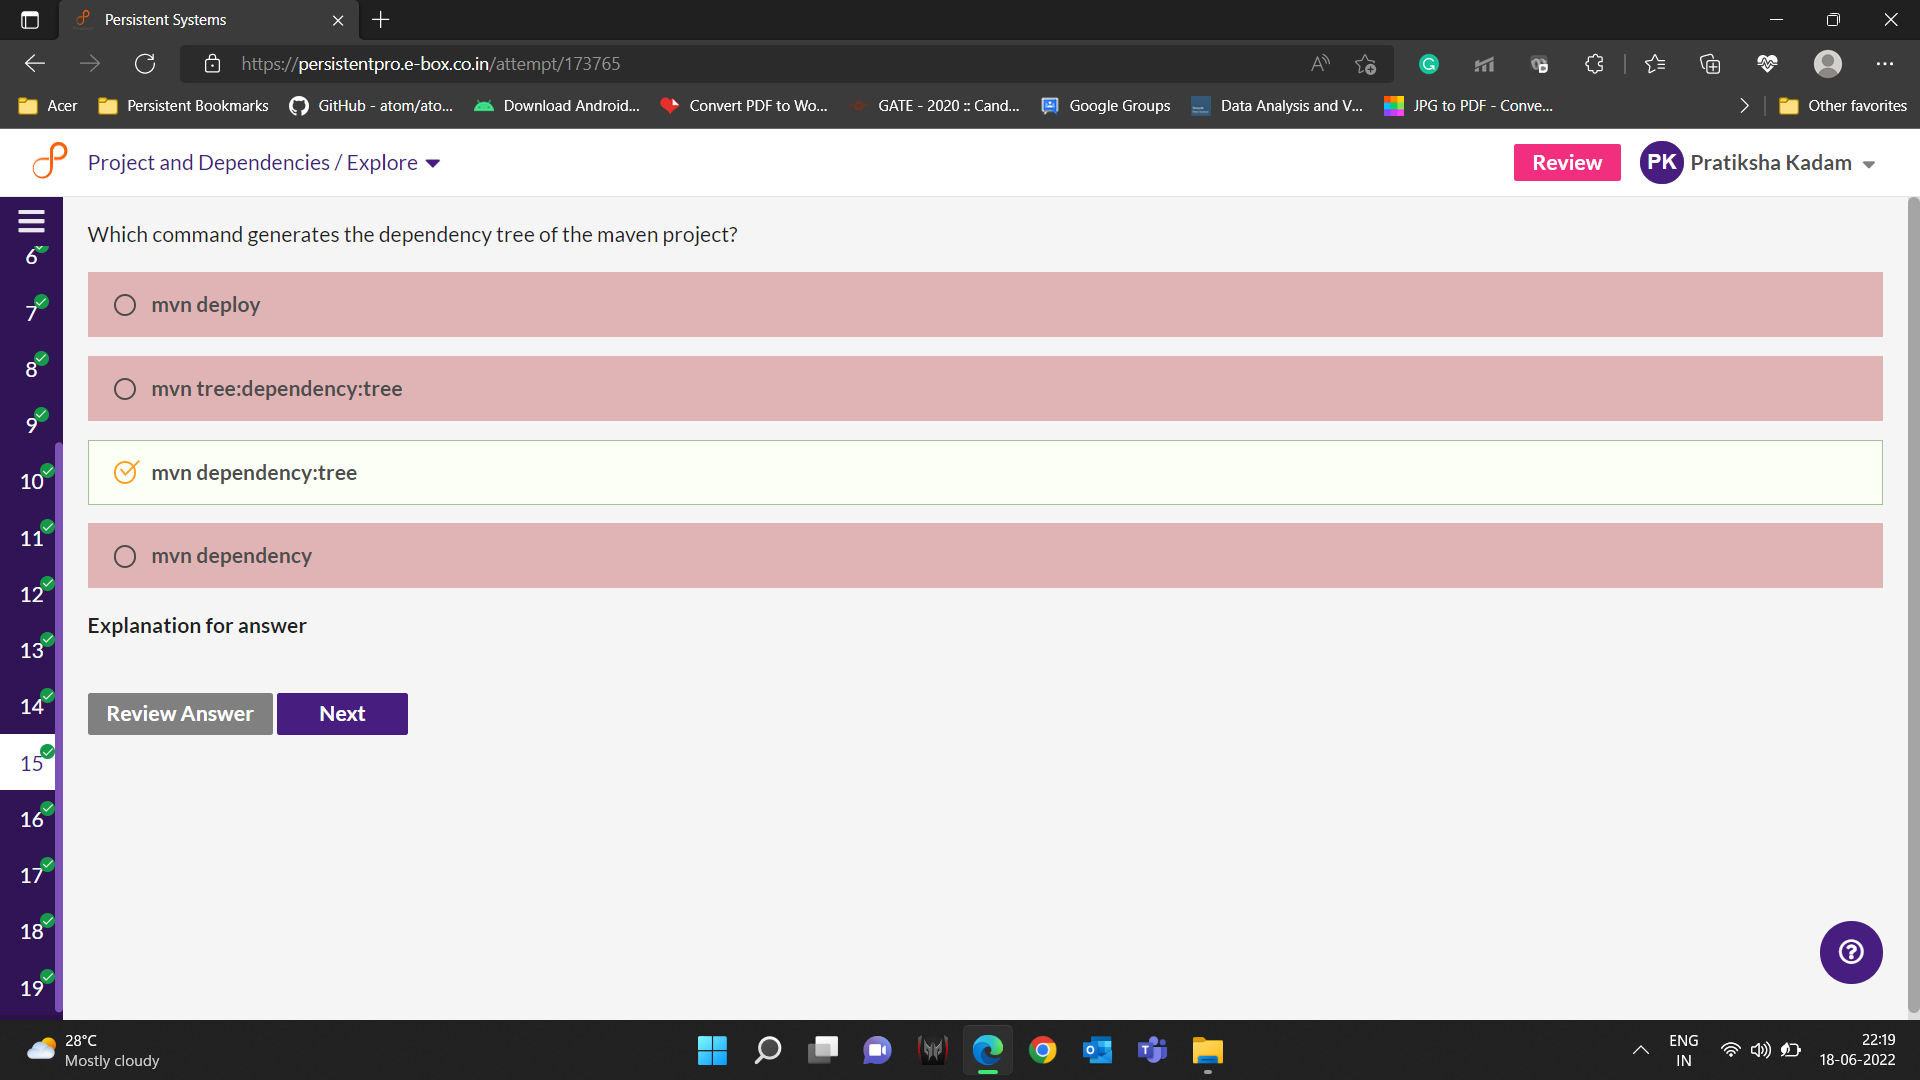 Persistent Systems
https://persistentpro.e-box.co.in/attempt/173765
Acer
Persistent Bookmarks
GitHub - atom/ato...
Download Android...
Convert PDF to Wo...
GATE - 2020 :: Cand...
Google Groups
Data Analysis and V...
JPG to PDF - Conve...
Other favorites
Project and Dependencies / Explore
Review
PK
Pratiksha Kadam
Which command generates the dependency tree of the maven project?
mvn deploy
mvn tree:dependency:tree
mvn dependency:tree
mvn dependency
Explanation for answer
Review Answer
Next
6
7
8
9
10
11
12
13
14
15
16
17
18
19
28°C
Mostly cloudy
ENG
IN
22:19
18-06-2022